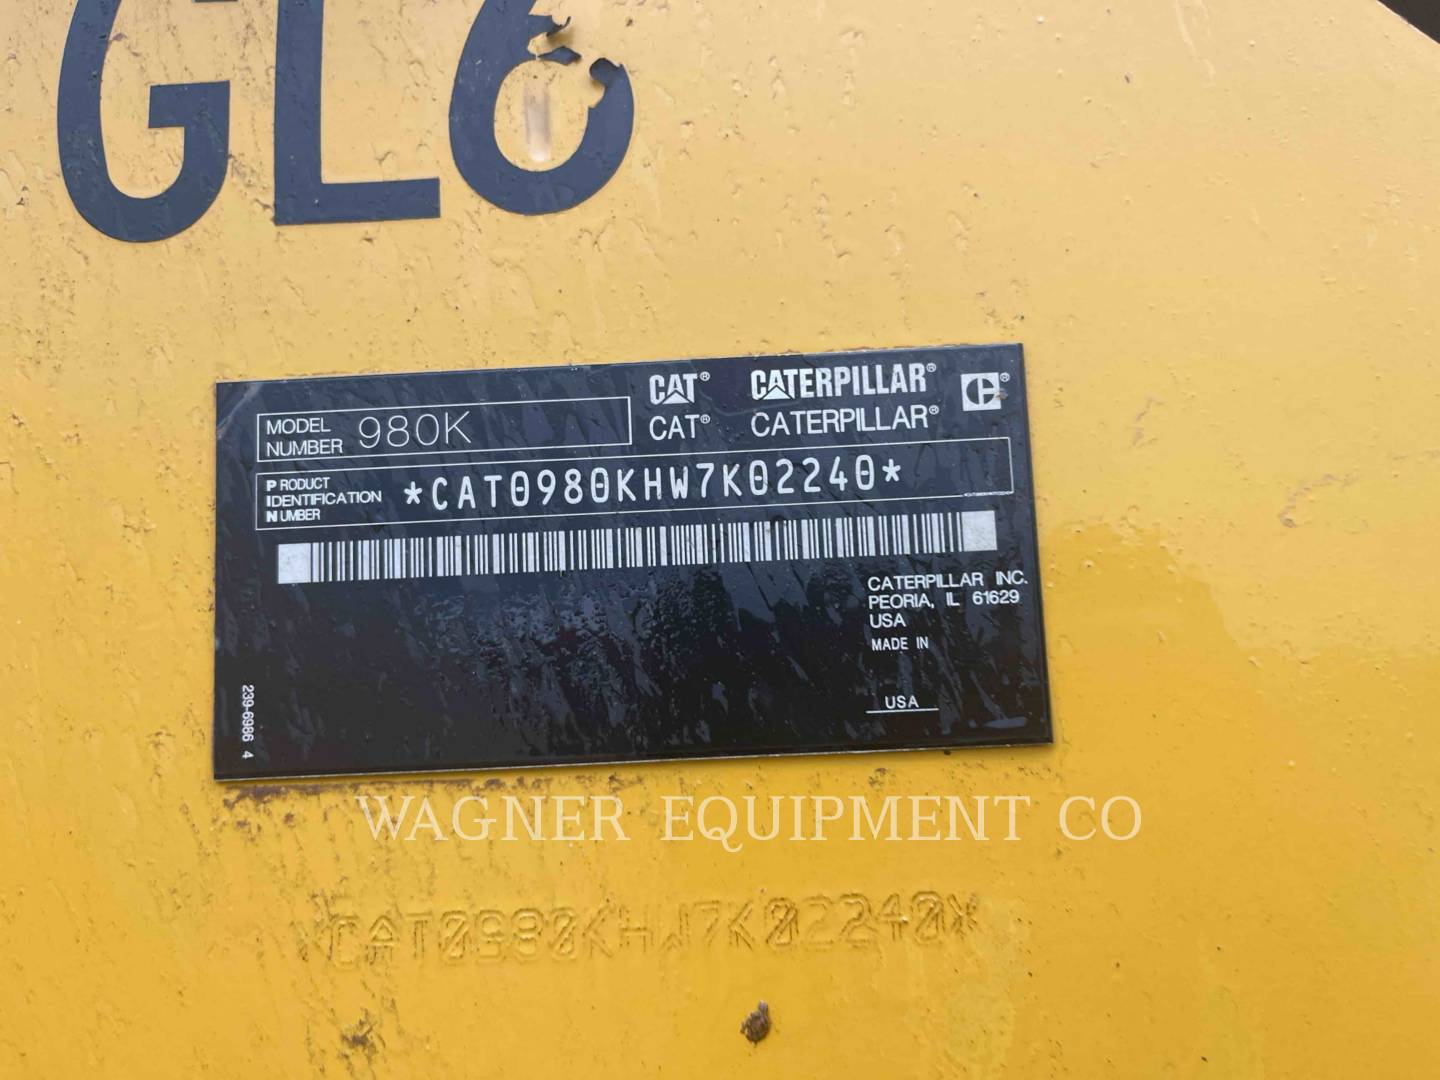 GL6
MODEL NUMBER 980K
CAT® CATERPILLAR®
CAT® CATERPILLAR®
PRODUCT IDENTIFICATION NUMBER *CAT0980KHW7K02240*
CATERPILLAR INC.
PEORIA, IL 61629
USA
MADE IN
USA
239-6986 4
WAGNER EQUIPMENT CO
*CAT0980KHW7K02240*